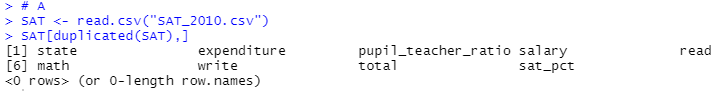 > # A
> SAT <- read.csv("SAT_2010.csv")
> SAT[duplicated(SAT),]
[1] state              expenditure        pupil_teacher_ratio salary             read
[6] math               write              total              sat_pct
<0 rows> (or 0-length row.names)